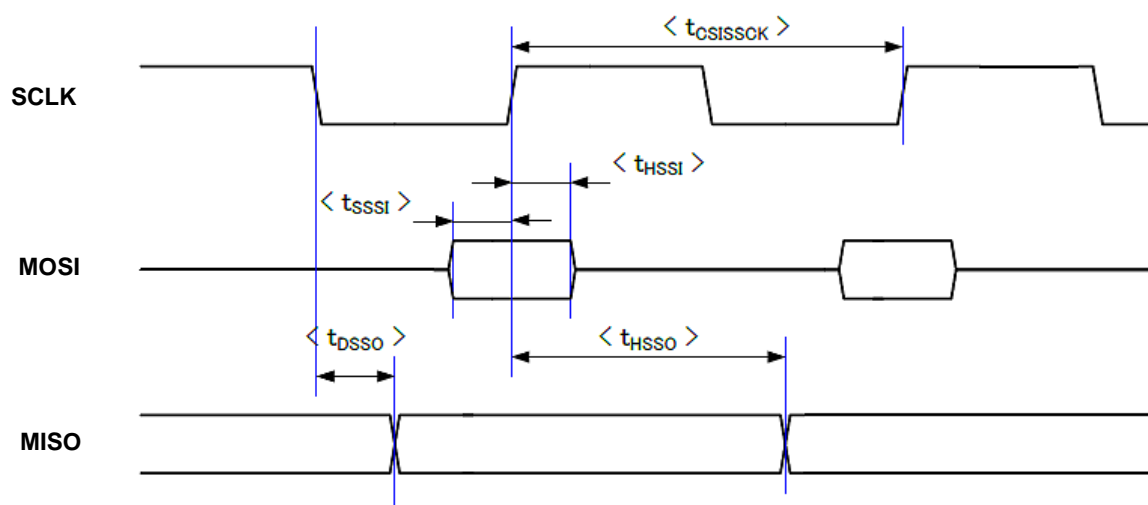 < tCSISSCK >
SCLK
< tHSSI >
< tSSSI >
MOSI
< tDSSO >
< tHSSO >
MISO